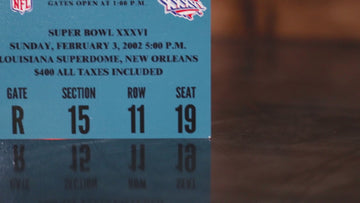 NFL
GATES OPEN AT 1:00 P.M.
XXXVI
SUPER BOWL XXXVI
SUNDAY, FEBRUARY 3, 2002 5:00 P.M.
LOUISIANA SUPERDOME, NEW ORLEANS
$400 ALL TAXES INCLUDED
GATE SECTION ROW SEAT
R 15 11 19